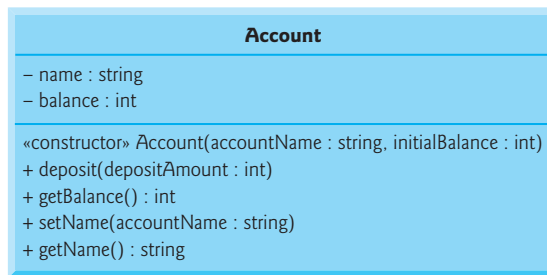 Account
– name : string
– balance : int
«constructor» Account(accountName : string, initialBalance : int)
+ deposit(depositAmount : int)
+ getBalance() : int
+ setName(accountName : string)
+ getName() : string